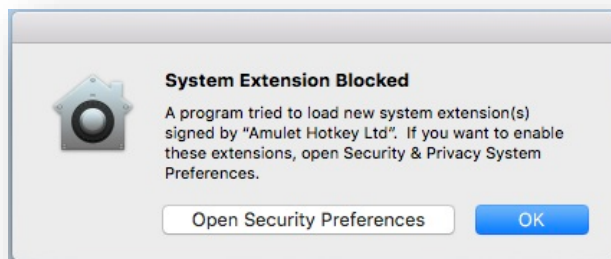 System Extension Blocked
A program tried to load new system extension(s)
signed by “Amulet Hotkey Ltd”.  If you want to enable
these extensions, open Security & Privacy System
Preferences.
Open Security Preferences
OK